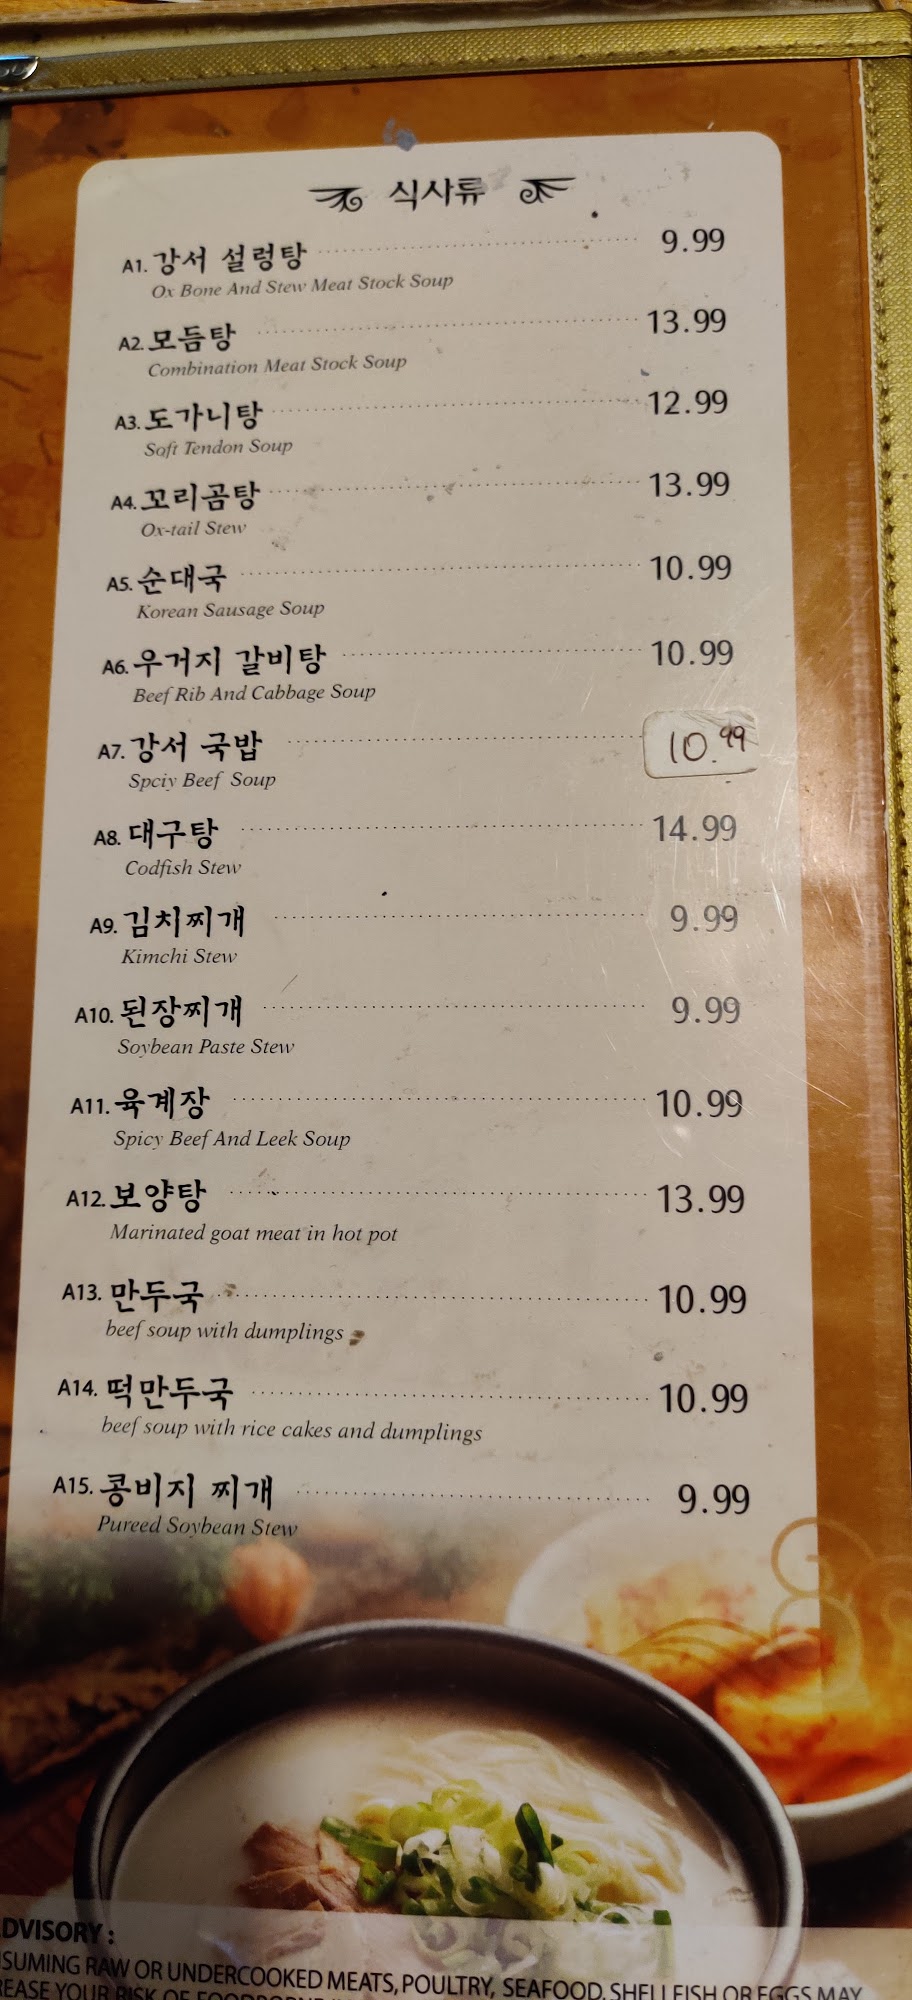 식사류
A1. 강서 설렁탕 9.99
Ox Bone And Stew Meat Stock Soup
A2. 모듬탕 13.99
Combination Meat Stock Soup
A3. 도가니탕 12.99
Soft Tendon Soup
A4. 꼬리곰탕 13.99
Ox-tail Stew
A5. 순대국 10.99
Korean Sausage Soup
A6. 우거지 갈비탕 10.99
Beef Rib And Cabbage Soup
A7. 강서 국밥 10.99
Spciy Beef Soup
A8. 대구탕 14.99
Codfish Stew
A9. 김치찌개 9.99
Kimchi Stew
A10. 된장찌개 9.99
Soybean Paste Stew
A11. 육계장 10.99
Spicy Beef And Leek Soup
A12. 보양탕 13.99
Marinated goat meat in hot pot
A13. 만두국 10.99
beef soup with dumplings
A14. 떡만두국 10.99
beef soup with rice cakes and dumplings
A15. 콩비지 찌개 9.99
Pureed Soybean Stew
DVISORY :
SUMING RAW OR UNDERCOOKED MEATS, POULTRY, SEAFOOD, SHELLFISH OR EGGS MAY
REASE YOUR RISK OF